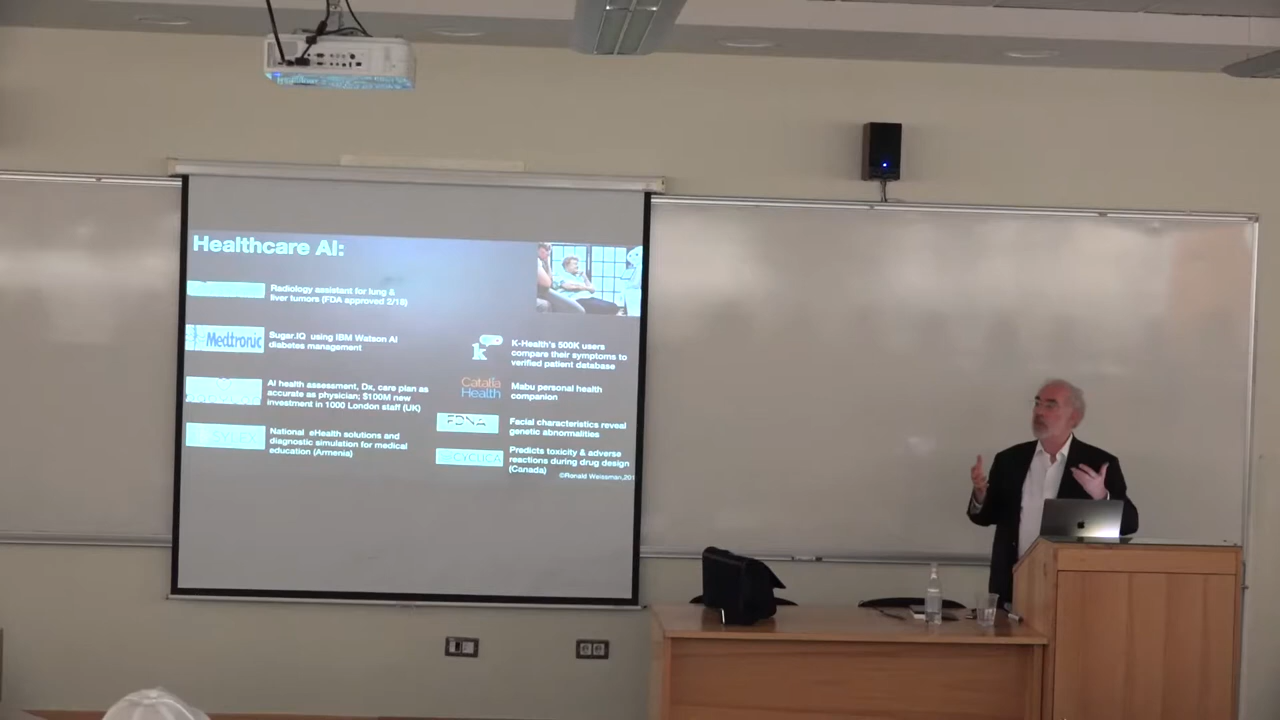 Healthcare AI:
Radiology assistant for lung &
liver tumors (FDA approved 2/18)
Medtronic
Sugar.IQ using IBM Watson AI
diabetes management
AI health assessment, Dx, care plan as
accurate as physician; $100M new
investment in 1000 London staff (UK)
SYLEX
National eHealth solutions and
diagnostic simulation for medical
education (Armenia)
k
K-Health's 500K users
compare their symptoms to
verified patient database
Catalia
Health
Mabu personal health
companion
FDNA
Facial characteristics reveal
genetic abnormalities
CYCLICA
Predicts toxicity & adverse
reactions during drug design
(Canada)
©Ronald Weissman,201